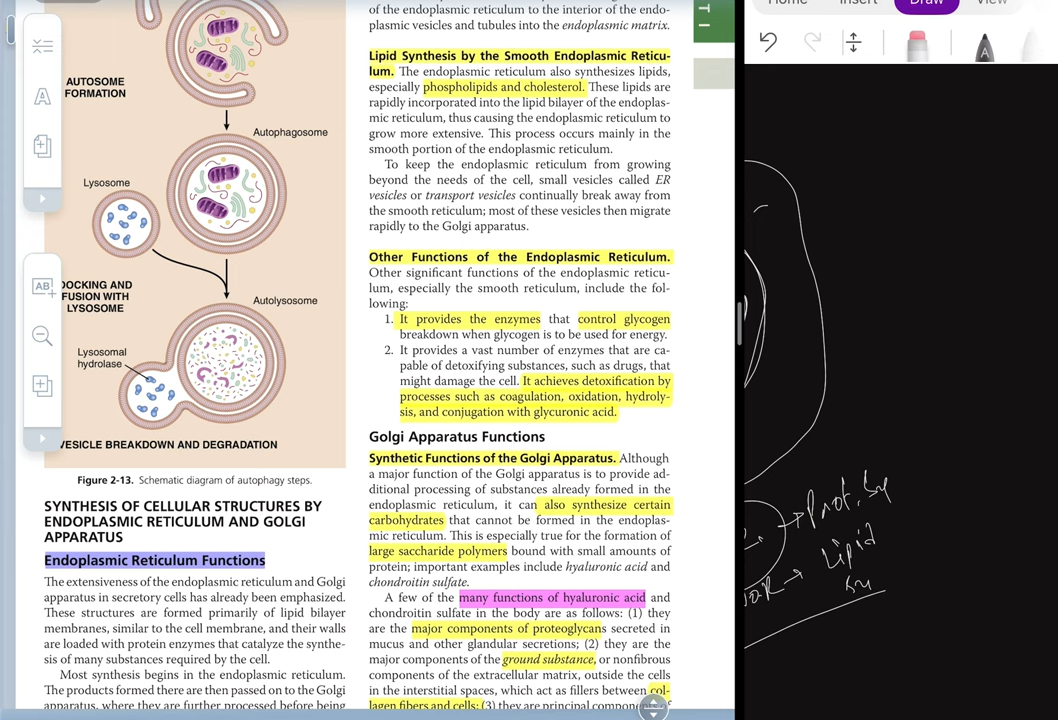 AUTOSOME
FORMATION
Autophagosome
Lysosome
DOCKING AND
FUSION WITH
LYSOSOME
Autolysosome
Lysosomal
hydrolase
VESICLE BREAKDOWN AND DEGRADATION
Figure 2-13. Schematic diagram of autophagy steps.
SYNTHESIS OF CELLULAR STRUCTURES BY
ENDOPLASMIC RETICULUM AND GOLGI
APPARATUS
Endoplasmic Reticulum Functions
The extensiveness of the endoplasmic reticulum and Golgi
apparatus in secretory cells has already been emphasized.
These structures are formed primarily of lipid bilayer
membranes, similar to the cell membrane, and their walls
are loaded with protein enzymes that catalyze the synthe-
sis of many substances required by the cell.
Most synthesis begins in the endoplasmic reticulum.
The products formed there are then passed on to the Golgi
apparatus, where they are further processed before being
of the endoplasmic reticulum to the interior of the endo-
plasmic vesicles and tubules into the endoplasmic matrix.
Lipid Synthesis by the Smooth Endoplasmic Reticu-
lum. The endoplasmic reticulum also synthesizes lipids,
especially phospholipids and cholesterol. These lipids are
rapidly incorporated into the lipid bilayer of the endoplas-
mic reticulum, thus causing the endoplasmic reticulum to
grow more extensive. This process occurs mainly in the
smooth portion of the endoplasmic reticulum.
To keep the endoplasmic reticulum from growing
beyond the needs of the cell, small vesicles called ER
vesicles or transport vesicles continually break away from
the smooth reticulum; most of these vesicles then migrate
rapidly to the Golgi apparatus.
Other Functions of the Endoplasmic Reticulum.
Other significant functions of the endoplasmic reticu-
lum, especially the smooth reticulum, include the fol-
lowing:
1. It provides the enzymes that control glycogen
breakdown when glycogen is to be used for energy.
2. It provides a vast number of enzymes that are ca-
pable of detoxifying substances, such as drugs, that
might damage the cell. It achieves detoxification by
processes such as coagulation, oxidation, hydroly-
sis, and conjugation with glycuronic acid.
Golgi Apparatus Functions
Synthetic Functions of the Golgi Apparatus. Although
a major function of the Golgi apparatus is to provide ad-
ditional processing of substances already formed in the
endoplasmic reticulum, it can also synthesize certain
carbohydrates that cannot be formed in the endoplas-
mic reticulum. This is especially true for the formation of
large saccharide polymers bound with small amounts of
protein; important examples include hyaluronic acid and
chondroitin sulfate.
A few of the many functions of hyaluronic acid and
chondroitin sulfate in the body are as follows: (1) they
are the major components of proteoglycans secreted in
mucus and other glandular secretions; (2) they are the
major components of the ground substance, or nonfibrous
components of the extracellular matrix, outside the cells
in the interstitial spaces, which act as fillers between col-
lagen fibers and cells; (3) they are principal components of
T I
Home Insert Draw View
A
A
AB
→ Prot. Sy
→ Lipid
Sy